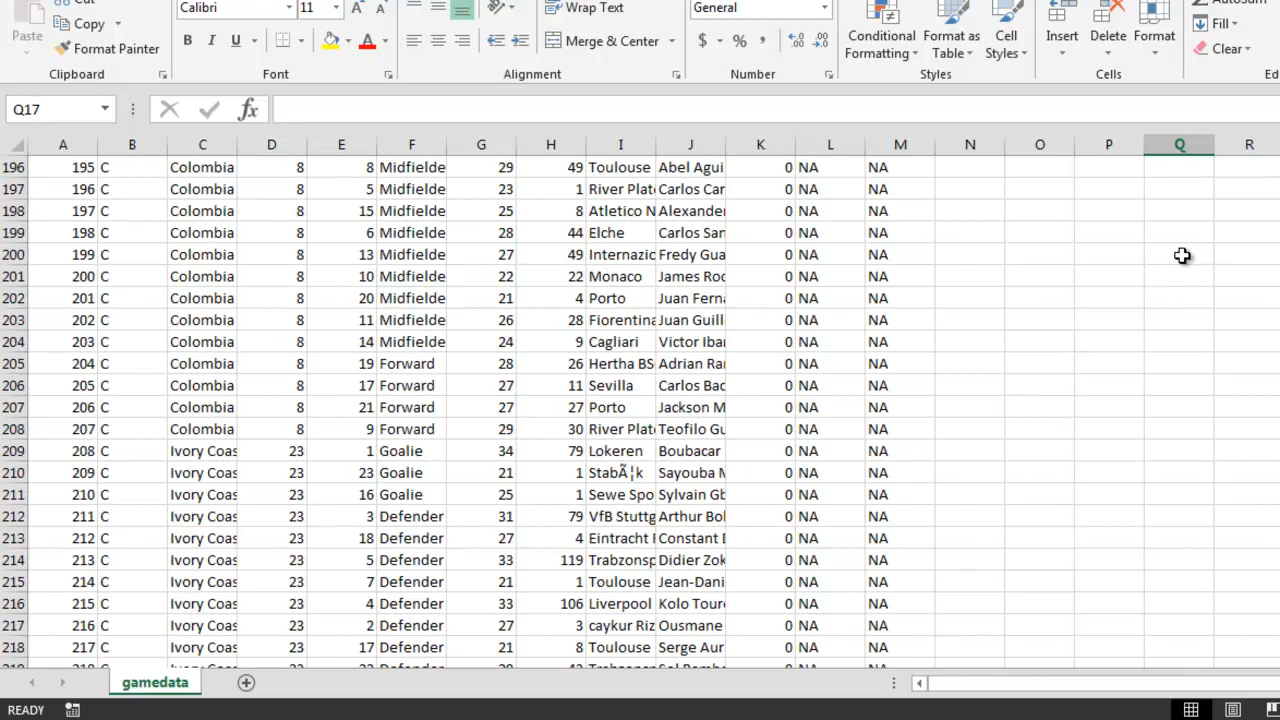 Cut
Copy
Paste
Format Painter
Clipboard
Calibri 11
B I U A
Font
Wrap Text
Merge & Center
Alignment
General
$ % ,
Number
Conditional Formatting
Format as Table
Cell Styles
Styles
Insert Delete Format
Cells
Fill
Clear
Q17 fx
A B C D E F G H I J K L M N O P Q R
196 195 C Colombia 8 8 Midfielde 29 49 Toulouse Abel Agui 0 NA NA
197 196 C Colombia 8 5 Midfielde 23 1 River Plat Carlos Car 0 NA NA
198 197 C Colombia 8 15 Midfielde 25 8 Atletico N Alexander 0 NA NA
199 198 C Colombia 8 6 Midfielde 28 44 Elche Carlos San 0 NA NA
200 199 C Colombia 8 13 Midfielde 27 49 Internazio Fredy Gua 0 NA NA
201 200 C Colombia 8 10 Midfielde 22 22 Monaco James Roc 0 NA NA
202 201 C Colombia 8 20 Midfielde 21 4 Porto Juan Ferna 0 NA NA
203 202 C Colombia 8 11 Midfielde 26 28 Fiorentina Juan Guill 0 NA NA
204 203 C Colombia 8 14 Midfielde 24 9 Cagliari Victor Iba 0 NA NA
205 204 C Colombia 8 19 Forward 28 26 Hertha BS Adrian Ra 0 NA NA
206 205 C Colombia 8 17 Forward 27 11 Sevilla Carlos Bac 0 NA NA
207 206 C Colombia 8 21 Forward 27 27 Porto Jackson M 0 NA NA
208 207 C Colombia 8 9 Forward 29 30 River Plat Teofilo Gu 0 NA NA
209 208 C Ivory Coas 23 1 Goalie 34 79 Lokeren Boubacar 0 NA NA
210 209 C Ivory Coas 23 23 Goalie 21 1 StabÃ¦k Sayouba M 0 NA NA
211 210 C Ivory Coas 23 16 Goalie 25 1 Sewe Spo Sylvain Gb 0 NA NA
212 211 C Ivory Coas 23 3 Defender 31 79 VfB Stuttg Arthur Bol 0 NA NA
213 212 C Ivory Coas 23 18 Defender 27 4 Eintracht Constant 0 NA NA
214 213 C Ivory Coas 23 5 Defender 33 119 Trabzonsp Didier Zok 0 NA NA
215 214 C Ivory Coas 23 7 Defender 21 1 Toulouse Jean-Dani 0 NA NA
216 215 C Ivory Coas 23 4 Defender 33 106 Liverpool Kolo Tour 0 NA NA
217 216 C Ivory Coas 23 2 Defender 27 3 caykur Riz Ousmane 0 NA NA
218 217 C Ivory Coas 23 17 Defender 21 8 Toulouse Serge Aur 0 NA NA
gamedata
READY